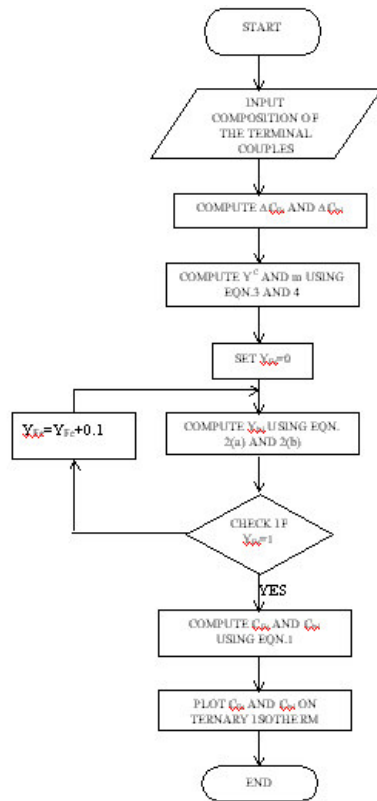 START
INPUT
COMPOSITION OF
THE TERMINAL
COUPLES
COMPUTE ΔC AND ΔC
COMPUTE Y^C AND m USING
EQN.3 AND 4
SET Y=0
Y_Fe=Y_Fe+0.1
COMPUTE Y USING EQN.
2(a) AND 2(b)
CHECK IF
Y=1
YES
COMPUTE C AND C
USING EQN.1
PLOT C AND C ON
TERNARY ISOTHERM
END